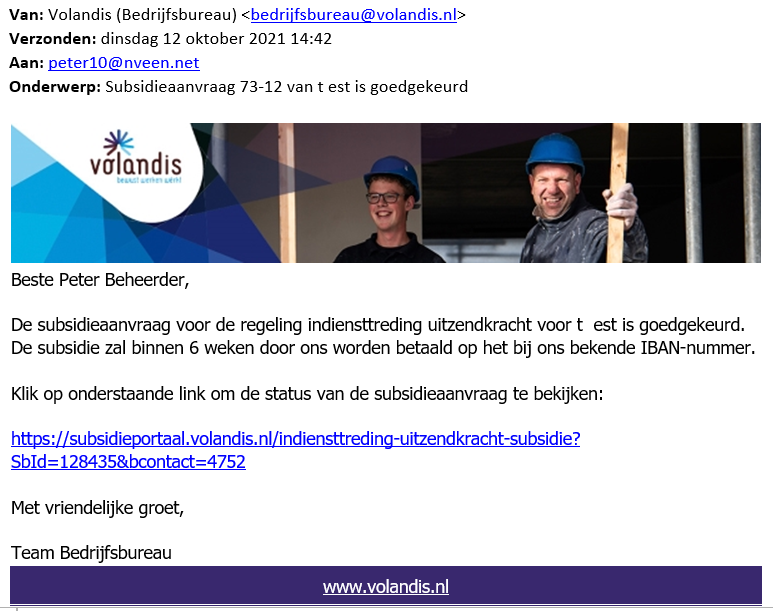 Van: Volandis (Bedrijfsbureau) <bedrijfsbureau@volandis.nl>
Verzonden: dinsdag 12 oktober 2021 14:42
Aan: peter10@nveen.net
Onderwerp: Subsidieaanvraag 73-12 van t est is goedgekeurd
volandis
bewust werken werkt
Beste Peter Beheerder,
De subsidieaanvraag voor de regeling indiensttreding uitzendkracht voor t  est is goedgekeurd.
De subsidie zal binnen 6 weken door ons worden betaald op het bij ons bekende IBAN-nummer.
Klik op onderstaande link om de status van de subsidieaanvraag te bekijken:
https://subsidieportaal.volandis.nl/indiensttreding-uitzendkracht-subsidie?
SbId=128435&bcontact=4752
Met vriendelijke groet,
Team Bedrijfsbureau
www.volandis.nl